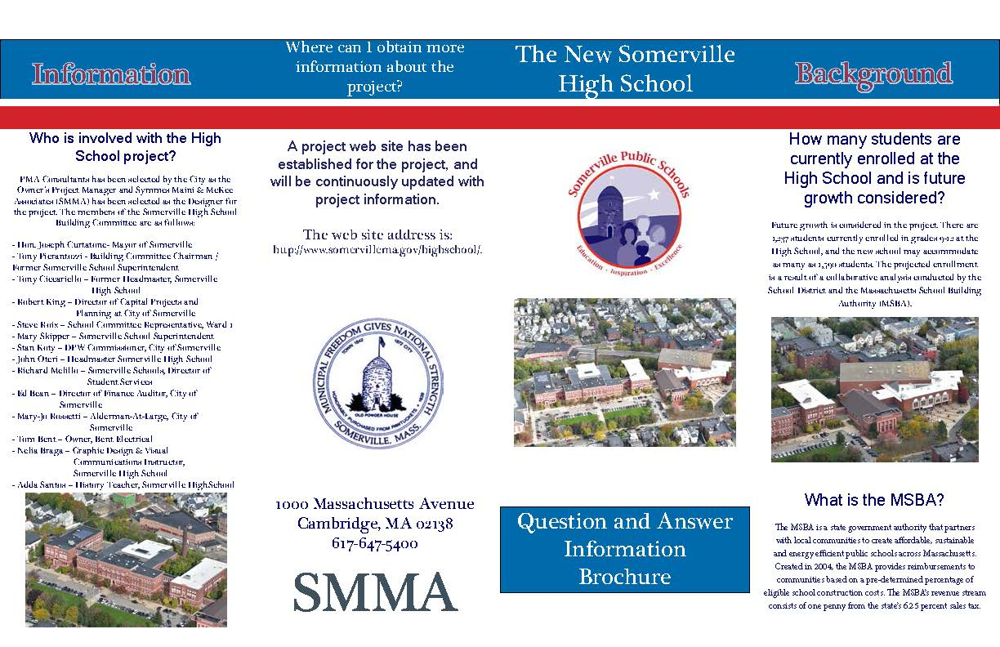 Information
Who is involved with the High
School project?
PMA Consultants has been selected by the City as the
Owner's Project Manager and Symmes Maini & McKee
Associates (SMMA) has been selected as the Designer for
the project. The members of the Somerville High School
Building Committee are as follows:
- Hon. Joseph Curtatone- Mayor of Somerville
- Tony Pierantozzi - Building Committee Chairman /
Former Somerville School Superintendent
- Tony Ciccariello – Former Headmaster, Somerville
High School
- Robert King – Director of Capital Projects and
Planning at City of Somerville
- Steve Roix – School Committee Representative, Ward 1
- Mary Skipper – Somerville School Superintendent
- Stan Koty – DPW Commissioner, City of Somerville
- John Oteri – Headmaster Somerville High School
- Richard Melillo – Somerville Schools, Director of
Student Services
- Ed Bean – Director of Finance Auditor, City of
Somerville
- Mary-Jo Rossetti – Alderman-At-Large, City of
Somerville
- Tom Bent – Owner, Bent Electrical
- Nelia Braga – Graphic Design & Visual
Communications Instructor,
Somerville High School
- Adda Santos – History Teacher, Somerville HighSchool
Where can I obtain more
information about the
project?
A project web site has been
established for the project, and
will be continuously updated with
project information.
The web site address is:
http://www.somervillema.gov/highschool/.
MUNICIPAL FREEDOM GIVES NATIONAL STRENGTH
TOWN 1842 1872 CITY
OLD POWDER HOUSE
HONORABLY PURCHASED FROM PAWTUCKETS
SOMERVILLE, MASS.
1000 Massachusetts Avenue
Cambridge, MA 02138
617-647-5400
SMMA
The New Somerville
High School
Somerville Public Schools
Education · Inspiration · Excellence
Question and Answer
Information
Brochure
Background
How many students are
currently enrolled at the
High School and is future
growth considered?
Future growth is considered in the project. There are
1,237 students currently enrolled in grades 9-12 at the
High School, and the new school may accommodate
as many as 1,590 students. The projected enrollment
is a result of a collaborative analysis conducted by the
School District and the Massachusetts School Building
Authority (MSBA).
What is the MSBA?
The MSBA is a state government authority that partners
with local communities to create affordable, sustainable
and energy efficient public schools across Massachusetts.
Created in 2004, the MSBA provides reimbursements to
communities based on a pre-determined percentage of
eligible school construction costs. The MSBA's revenue stream
consists of one penny from the state's 6.25 percent sales tax.